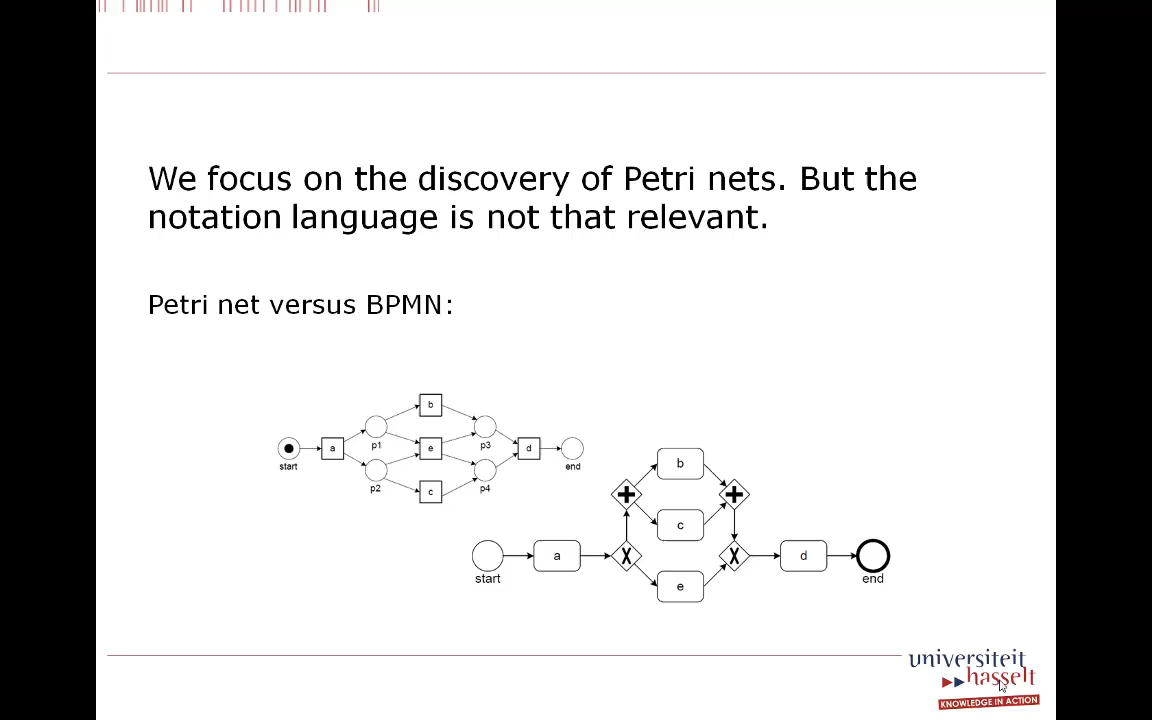 We focus on the discovery of Petri nets. But the
notation language is not that relevant.
Petri net versus BPMN:
b
p1
p3
start
a
e
d
end
p2
p4
c
b
c
start
a
X
X
d
end
e
universiteit
hasselt
KNOWLEDGE IN ACTION